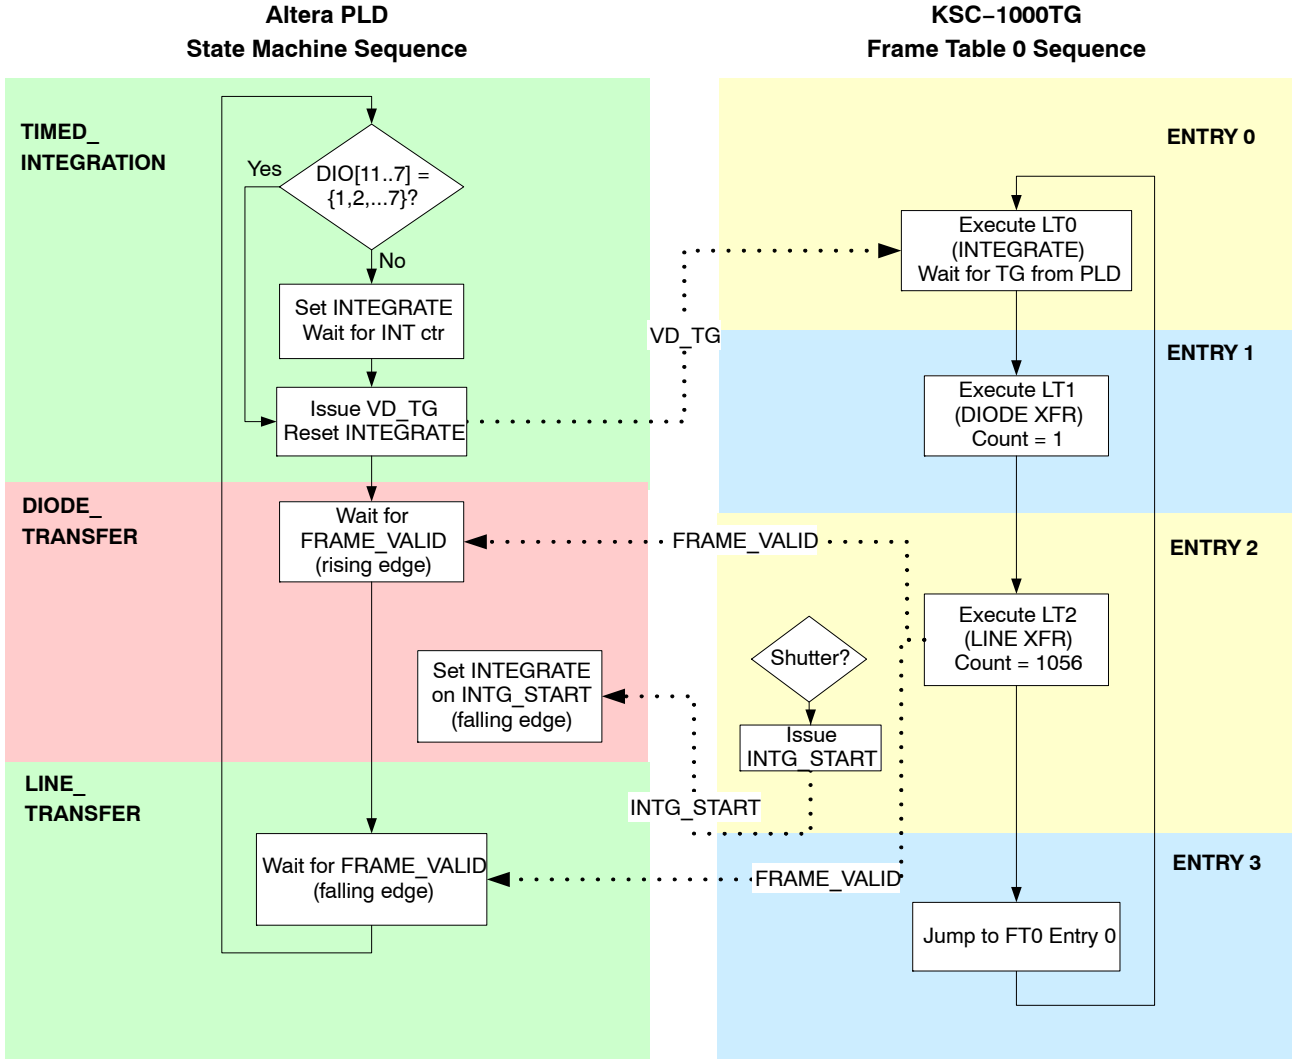 Altera PLD
State Machine Sequence
KSC−1000TG
Frame Table 0 Sequence
TIMED_
INTEGRATION
Yes
DIO[11..7] =
{1,2,...7}?
No
Set INTEGRATE
Wait for INT ctr
Issue VD_TG
Reset INTEGRATE
VD_TG
ENTRY 0
Execute LT0
(INTEGRATE)
Wait for TG from PLD
ENTRY 1
Execute LT1
(DIODE XFR)
Count = 1
DIODE_
TRANSFER
Wait for
FRAME_VALID
(rising edge)
FRAME_VALID
Set INTEGRATE
on INTG_START
(falling edge)
ENTRY 2
Execute LT2
(LINE XFR)
Count = 1056
Shutter?
Issue
INTG_START
INTG_START
LINE_
TRANSFER
Wait for FRAME_VALID
(falling edge)
FRAME_VALID
ENTRY 3
Jump to FT0 Entry 0